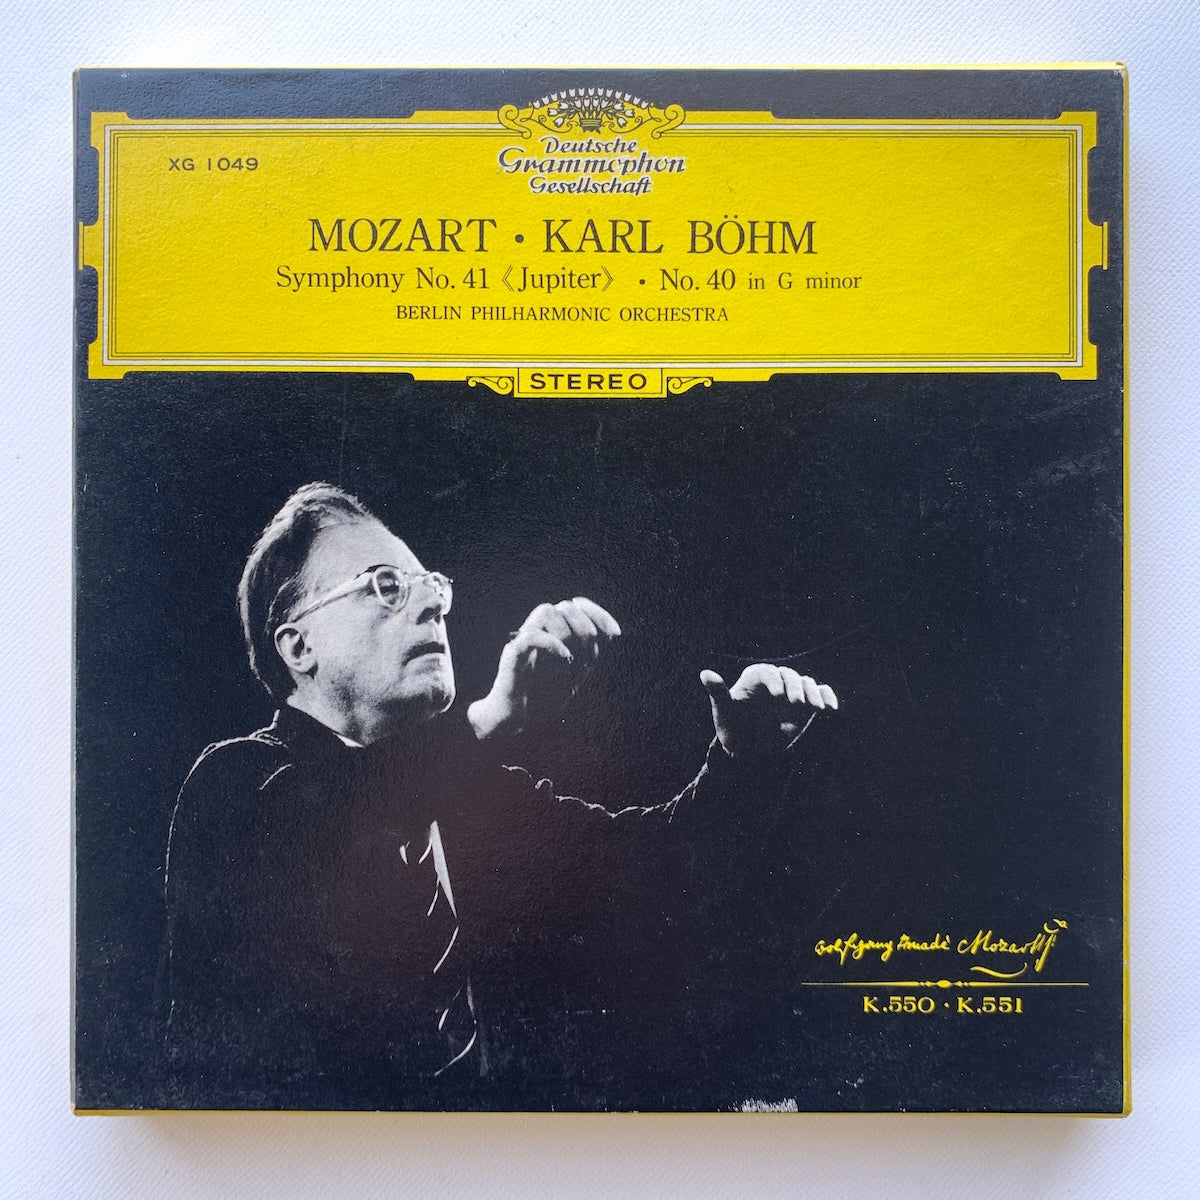 XG 1049
Deutsche
Grammophon
Gesellschaft
MOZART · KARL BÖHM
Symphony No. 41 《Jupiter》 · No. 40 in G minor
BERLIN PHILHARMONIC ORCHESTRA
STEREO
Wolfgang Amadè Mozart
K.550 · K.551